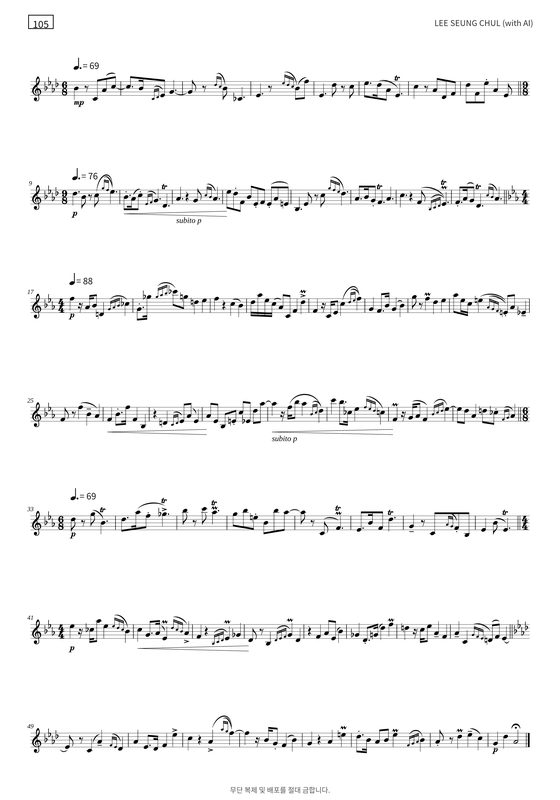 105
LEE SEUNG CHUL (with AI)
♩. = 69
mp
9
♩. = 76
p
subito p
17
♩ = 88
p
25
subito p
33
♩. = 69
p
41
p
49
무단 복제 및 배포를 절대 금합니다.